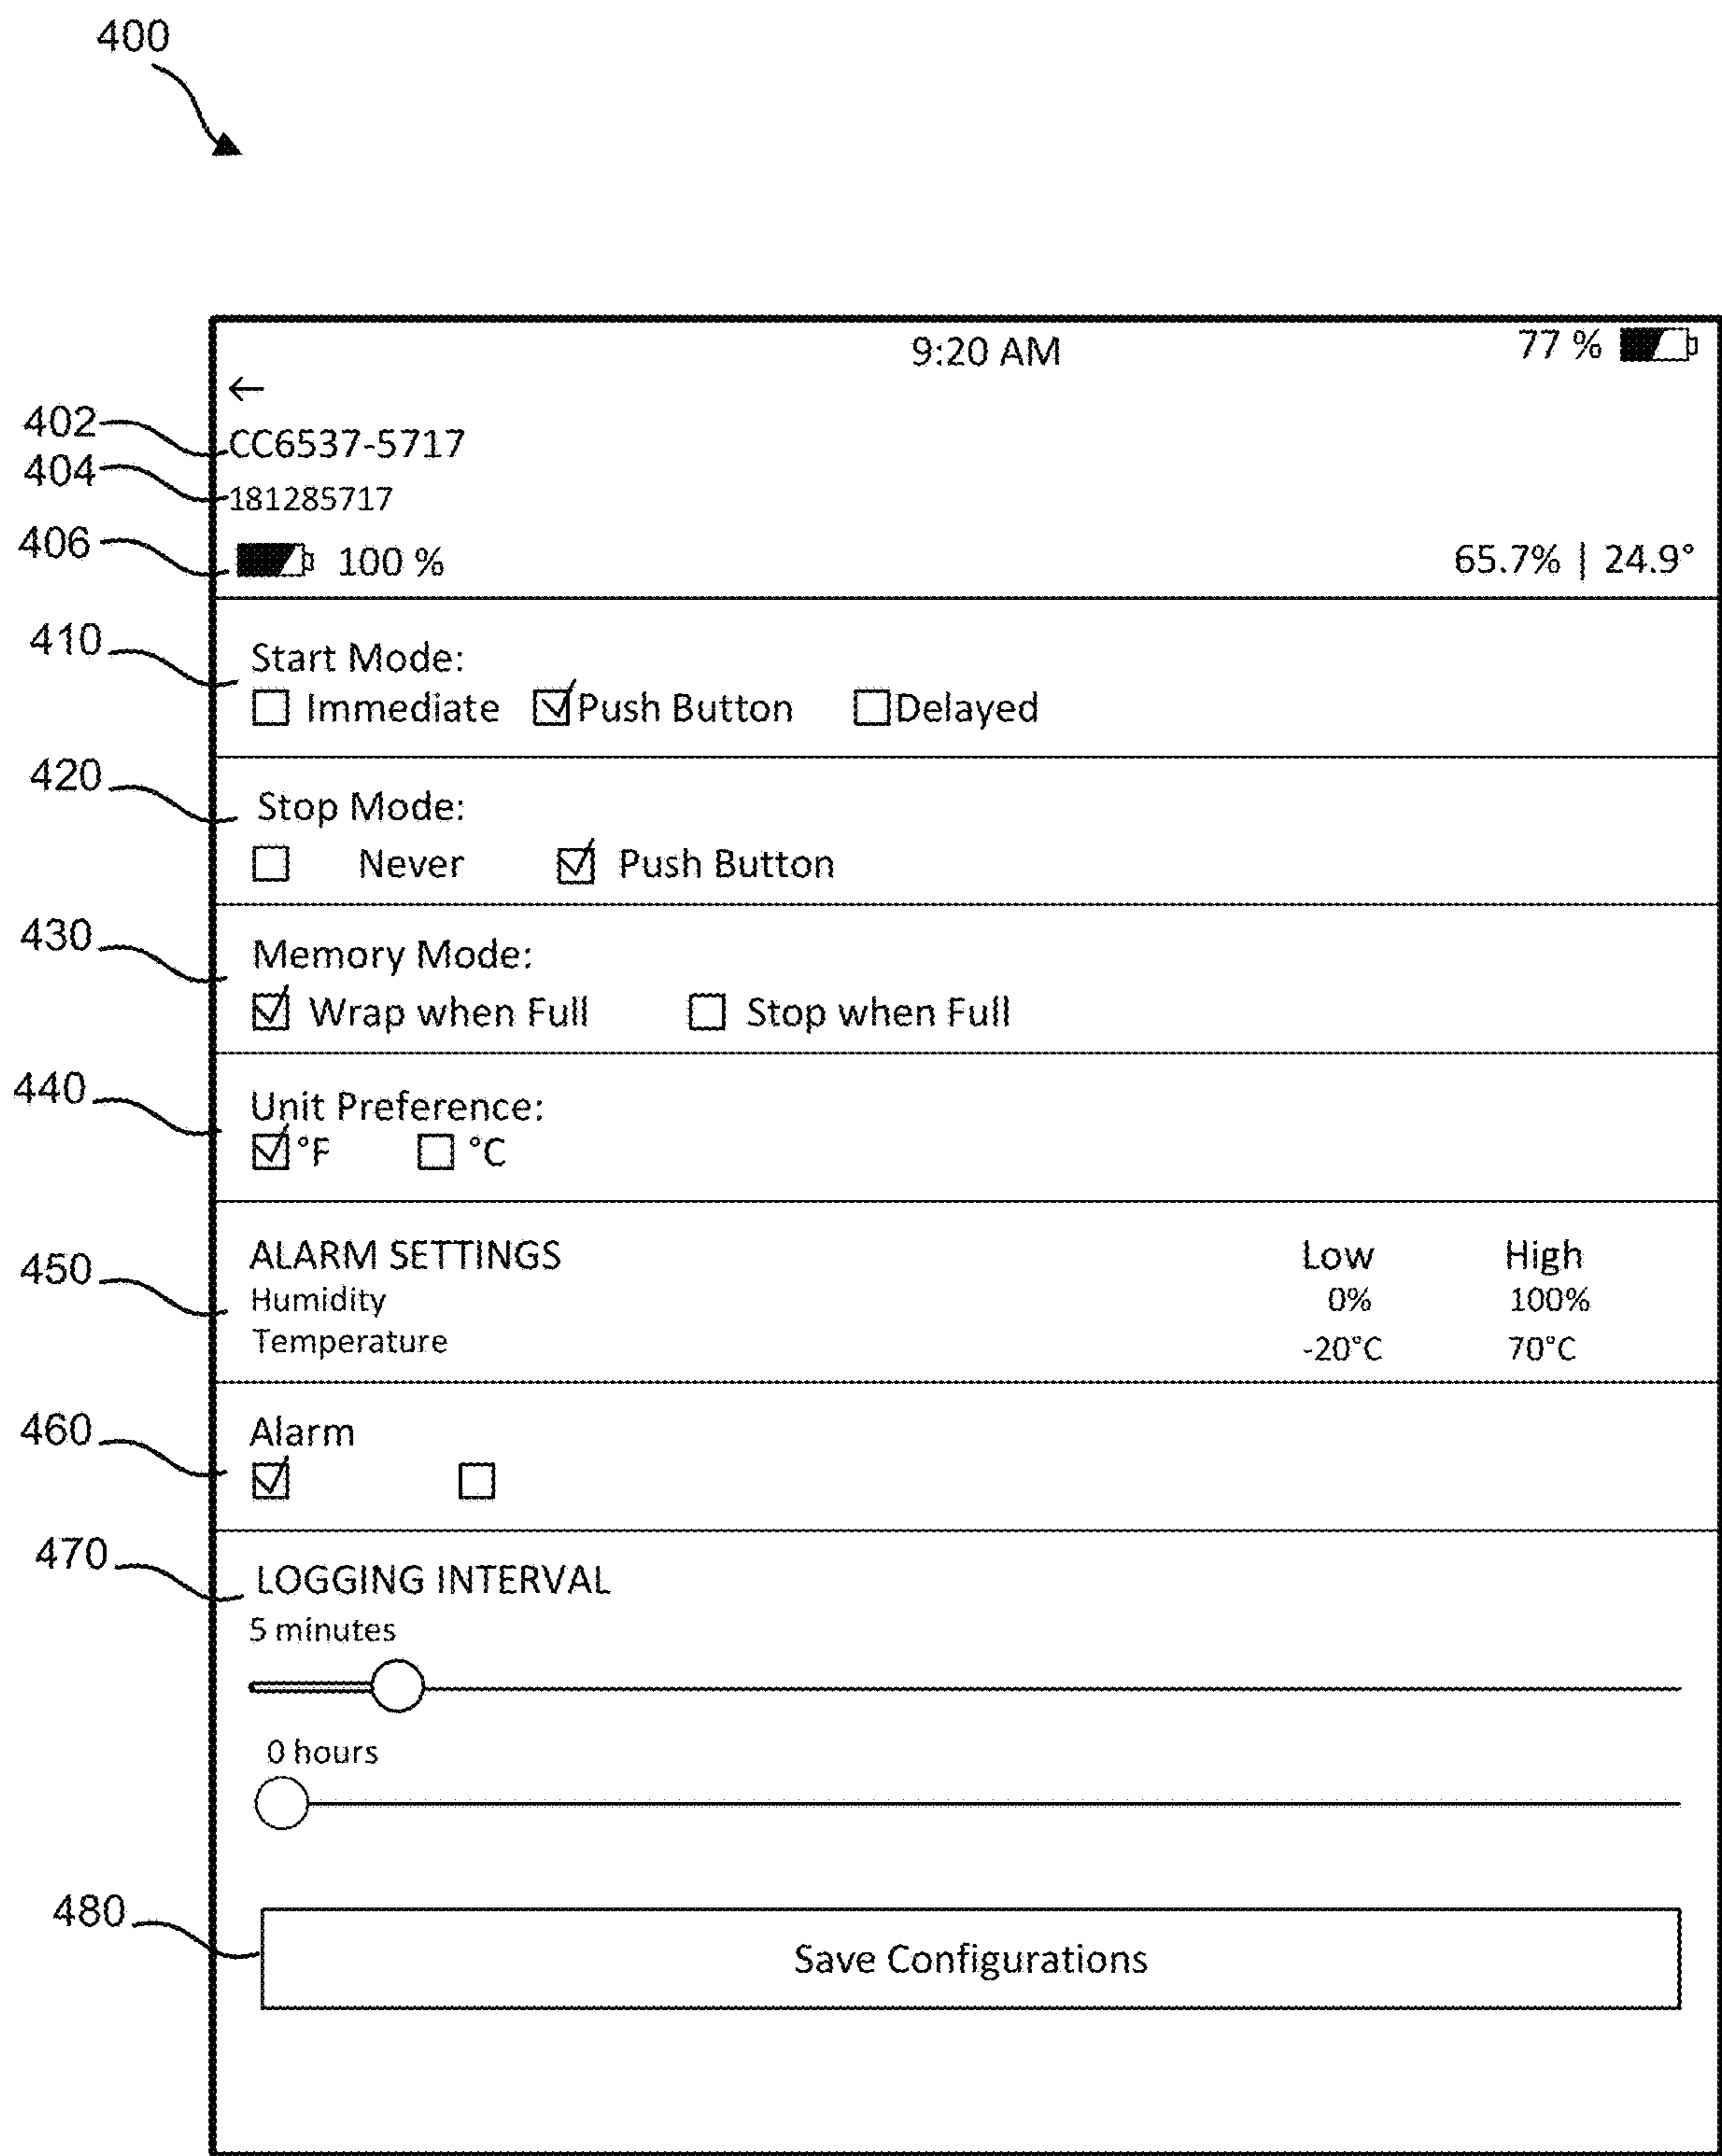 400
9:20 AM 77 %
←
402 CC6537-5717
404 181285717
406 100 % 65.7% | 24.9°
410 Start Mode:
☐ Immediate ☑ Push Button ☐ Delayed
420 Stop Mode:
☐ Never ☑ Push Button
430 Memory Mode:
☑ Wrap when Full ☐ Stop when Full
440 Unit Preference:
☑ °F ☐ °C
450 ALARM SETTINGS Low High
Humidity 0% 100%
Temperature -20°C 70°C
460 Alarm
☑ ☐
470 LOGGING INTERVAL
5 minutes
0 hours
480 Save Configurations